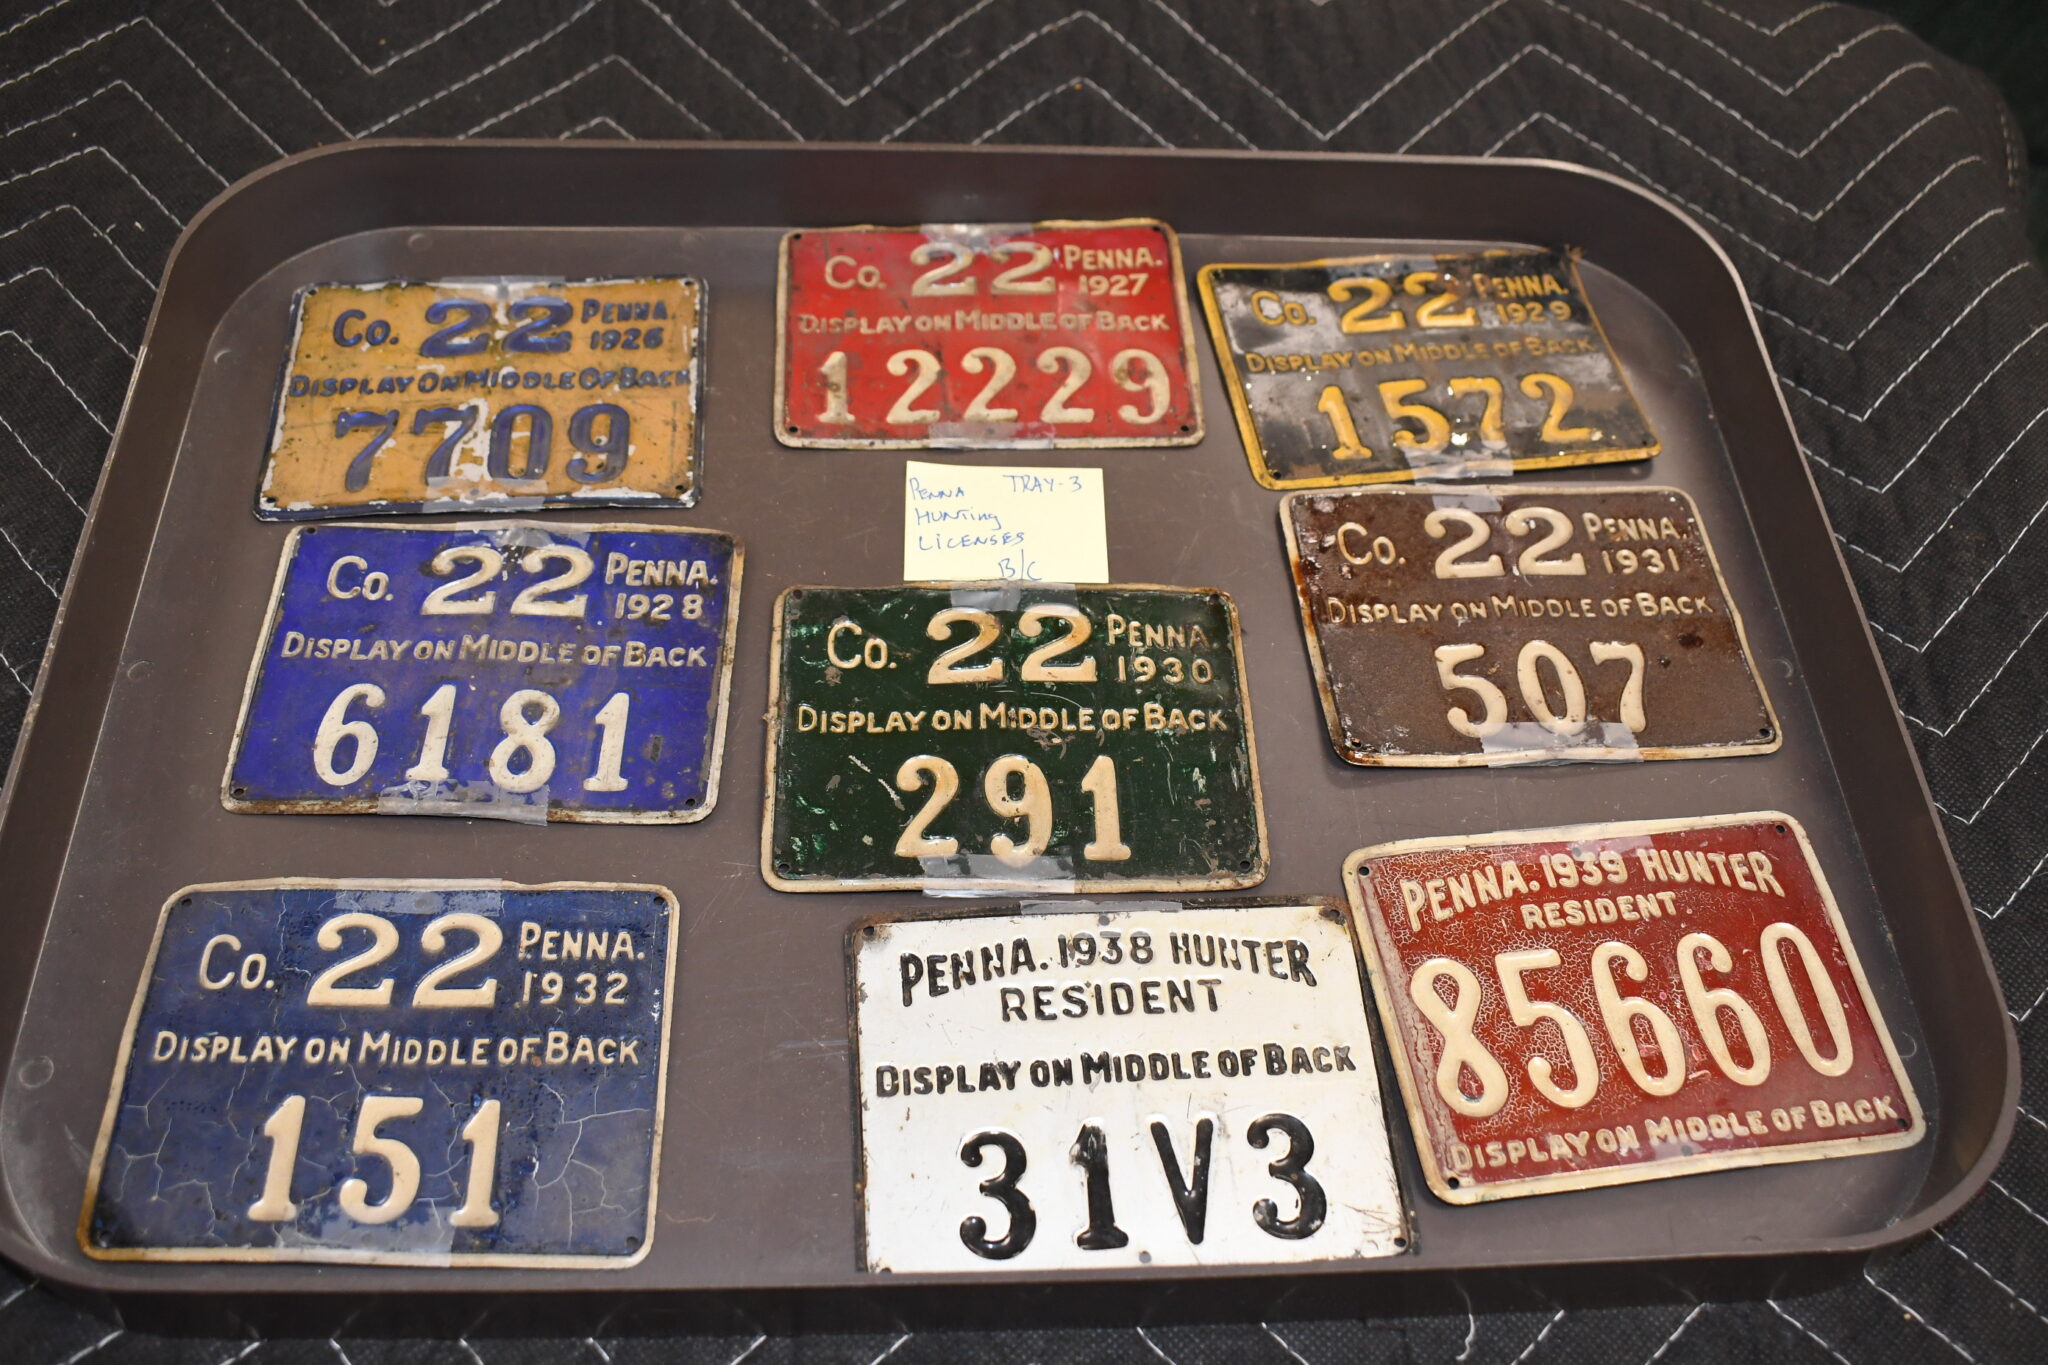 Co. 22 PENNA.
1926
DISPLAY ON MIDDLE OF BACK
7709
Co. 22 PENNA.
1927
DISPLAY ON MIDDLE OF BACK
12229
Co. 22 PENNA.
1929
DISPLAY ON MIDDLE OF BACK
1572
PENNA TRAY-3
HUNTING
LICENSES
B/C
Co. 22 PENNA.
1928
DISPLAY ON MIDDLE OF BACK
6181
Co. 22 PENNA.
1930
DISPLAY ON MIDDLE OF BACK
291
Co. 22 PENNA.
1931
DISPLAY ON MIDDLE OF BACK
507
Co. 22 PENNA.
1932
DISPLAY ON MIDDLE OF BACK
151
PENNA. 1938 HUNTER
RESIDENT
DISPLAY ON MIDDLE OF BACK
31V3
PENNA. 1939 HUNTER
RESIDENT
85660
DISPLAY ON MIDDLE OF BACK